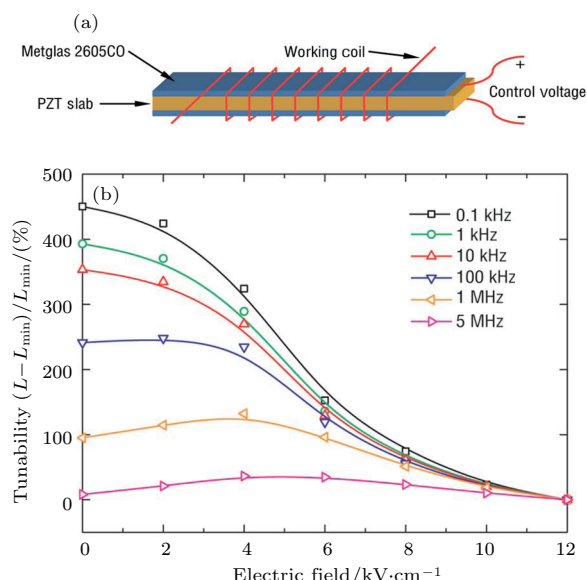 (a)
Metglas 2605CO
Working coil
+
PZT slab
Control voltage
−
(b)
500
400
300
200
100
0
0.1 kHz
1 kHz
10 kHz
100 kHz
1 MHz
5 MHz
Tunability (L−Lmin)/Lmin/(%)
0 2 4 6 8 10 12
Electric field/kV·cm−1